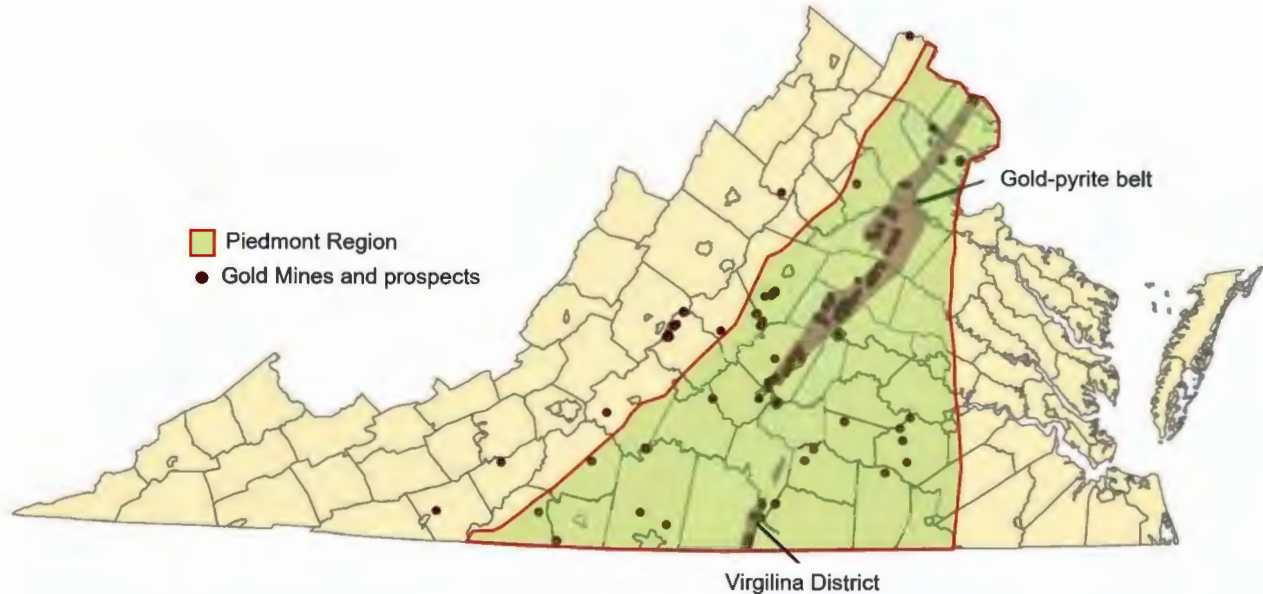 Gold-pyrite belt
Piedmont Region
Gold Mines and prospects
Virgilina District